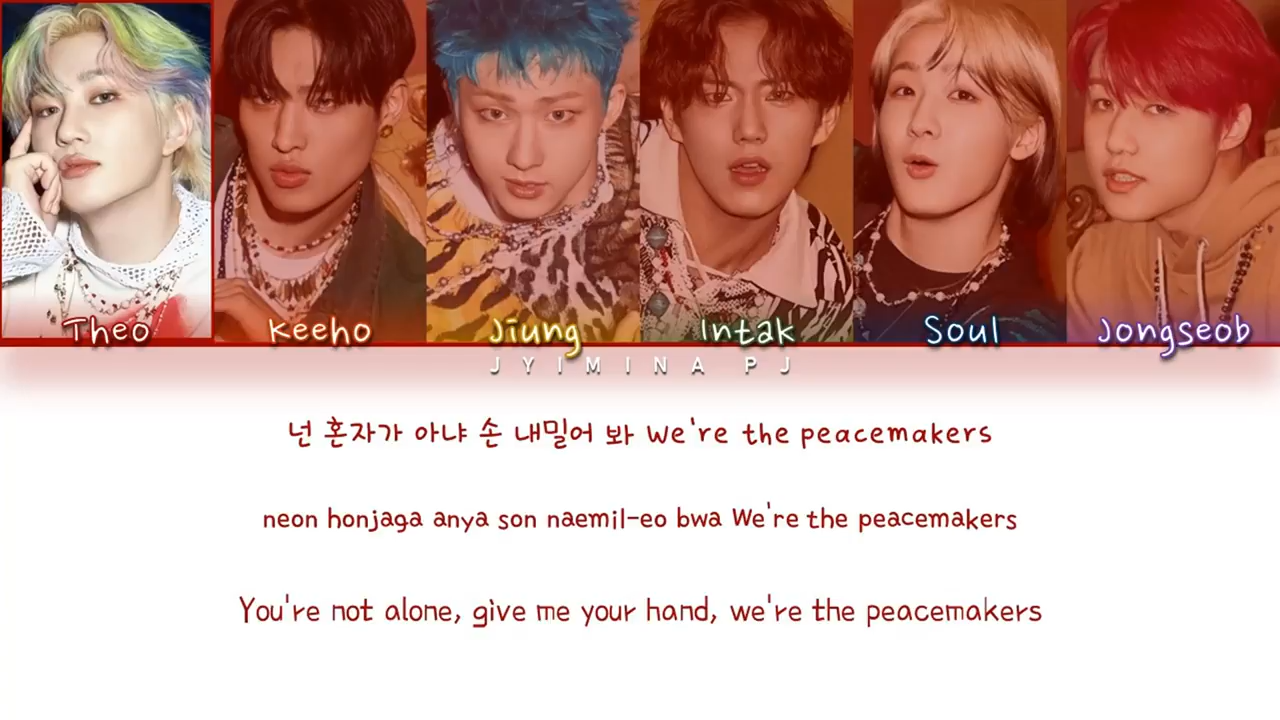 Theo Keeho Jiung Intak Soul Jongseob
JYIMINA PJ
넌 혼자가 아냐 손 내밀어 봐 We're the peacemakers
neon honjaga anya son naemil-eo bwa We're the peacemakers
You're not alone, give me your hand, we're the peacemakers